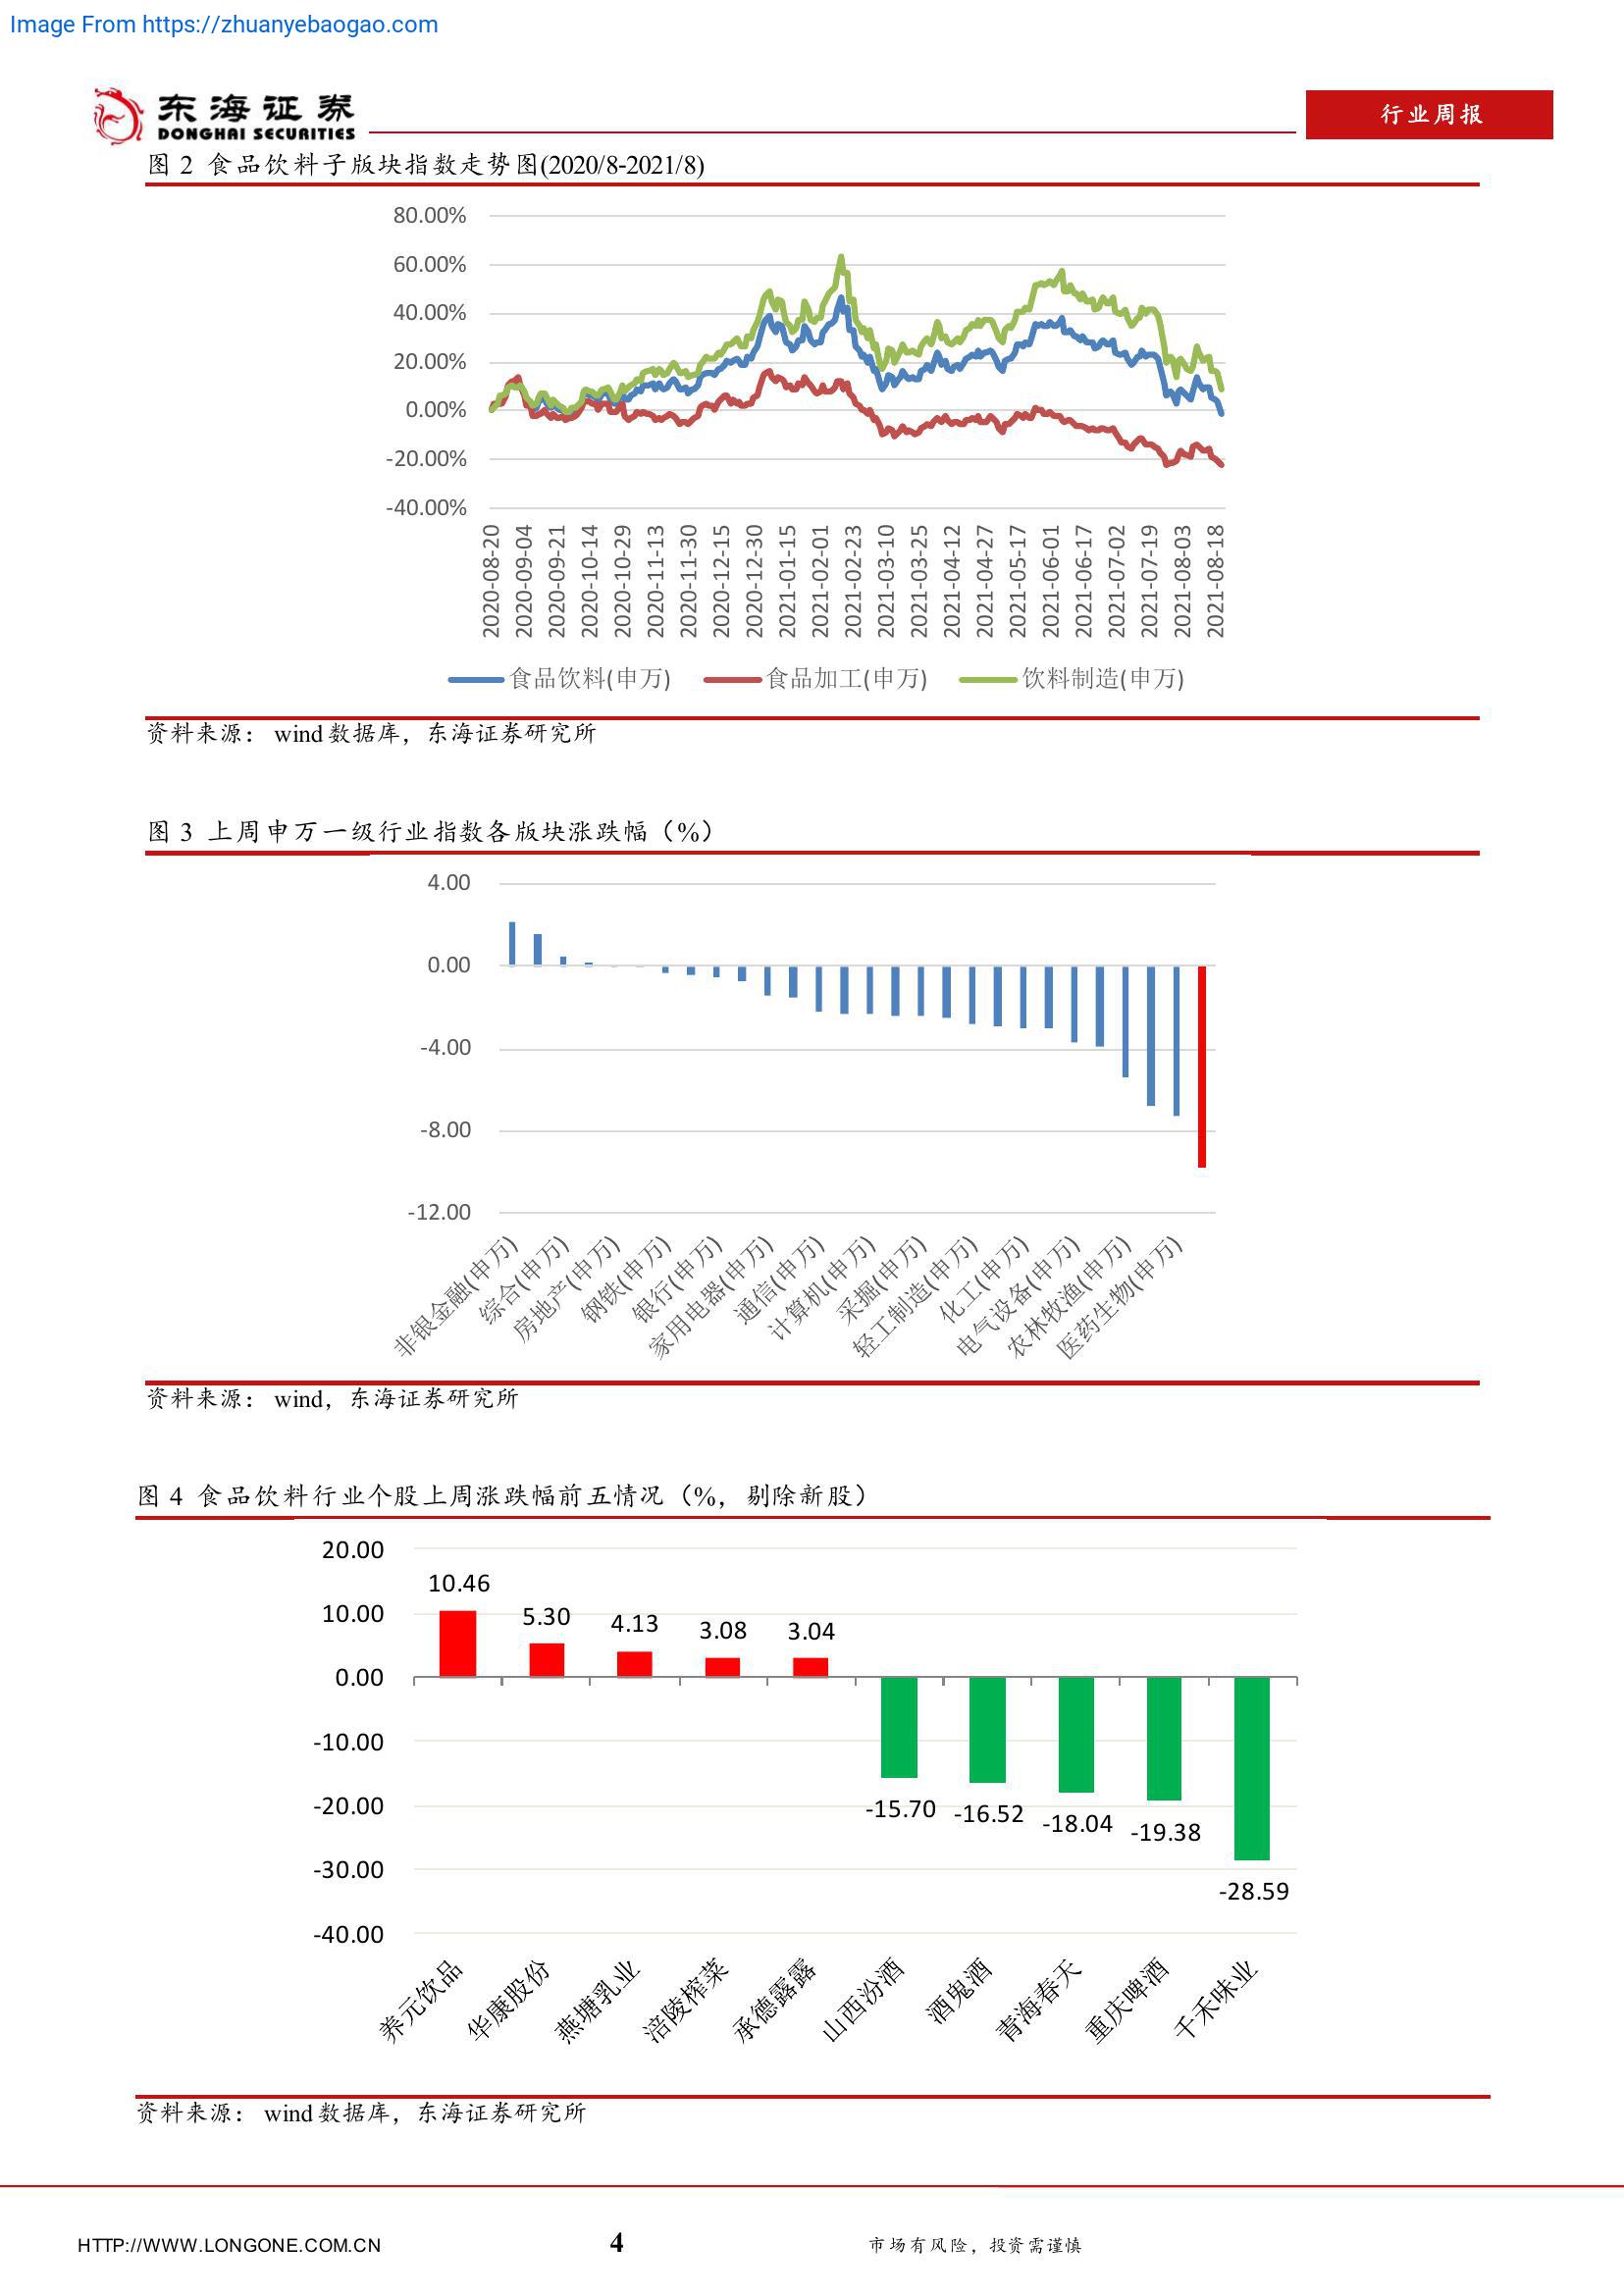 Image From https://zhuanyebaogao.com
东海证券
DONGHAI SECURITIES
行业周报
图 2 食品饮料子版块指数走势图(2020/8-2021/8)
80.00%
60.00%
40.00%
20.00%
0.00%
-20.00%
-40.00%
2020-08-20
2020-09-04
2020-09-21
2020-10-14
2020-10-29
2020-11-13
2020-11-30
2020-12-15
2020-12-30
2021-01-15
2021-02-01
2021-02-23
2021-03-10
2021-03-25
2021-04-12
2021-04-27
2021-05-17
2021-06-01
2021-06-17
2021-07-02
2021-07-19
2021-08-03
2021-08-18
食品饮料(申万) 食品加工(申万) 饮料制造(申万)
资料来源： wind 数据库，东海证券研究所
图 3 上周申万一级行业指数各版块涨跌幅（%）
4.00
0.00
-4.00
-8.00
-12.00
非银金融(申万)
综合(申万)
房地产(申万)
钢铁(申万)
银行(申万)
家用电器(申万)
通信(申万)
计算机(申万)
采掘(申万)
轻工制造(申万)
化工(申万)
电气设备(申万)
农林牧渔(申万)
医药生物(申万)
资料来源： wind，东海证券研究所
图 4 食品饮料行业个股上周涨跌幅前五情况（%，剔除新股）
20.00
10.00
0.00
-10.00
-20.00
-30.00
-40.00
10.46
5.30
4.13
3.08
3.04
-15.70
-16.52
-18.04
-19.38
-28.59
养元饮品
华康股份
燕塘乳业
涪陵榨菜
承德露露
山西汾酒
酒鬼酒
青海春天
重庆啤酒
千禾味业
资料来源： wind 数据库，东海证券研究所
HTTP://WWW.LONGONE.COM.CN 4 市场有风险，投资需谨慎